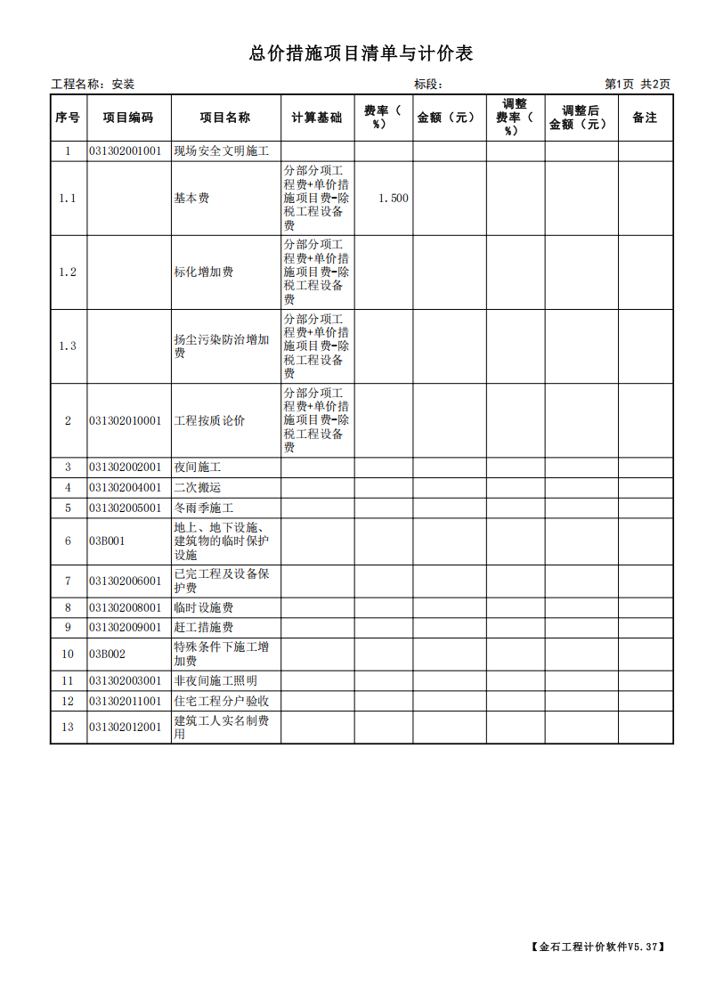 总价措施项目清单与计价表
工程名称：安装 标段： 第1页 共2页
序号 项目编码 项目名称 计算基础 费率（%） 金额（元） 调整费率（%） 调整后金额（元） 备注
1 031302001001 现场安全文明施工
1.1 基本费 分部分项工程费+单价措施项目费-除税工程设备费 1.500
1.2 标化增加费 分部分项工程费+单价措施项目费-除税工程设备费
1.3 扬尘污染防治增加费 分部分项工程费+单价措施项目费-除税工程设备费
2 031302010001 工程按质论价 分部分项工程费+单价措施项目费-除税工程设备费
3 031302002001 夜间施工
4 031302004001 二次搬运
5 031302005001 冬雨季施工
6 03B001 地上、地下设施、建筑物的临时保护设施
7 031302006001 已完工程及设备保护费
8 031302008001 临时设施费
9 031302009001 赶工措施费
10 03B002 特殊条件下施工增加费
11 031302003001 非夜间施工照明
12 031302011001 住宅工程分户验收
13 031302012001 建筑工人实名制费用
【金石工程计价软件V5.37】